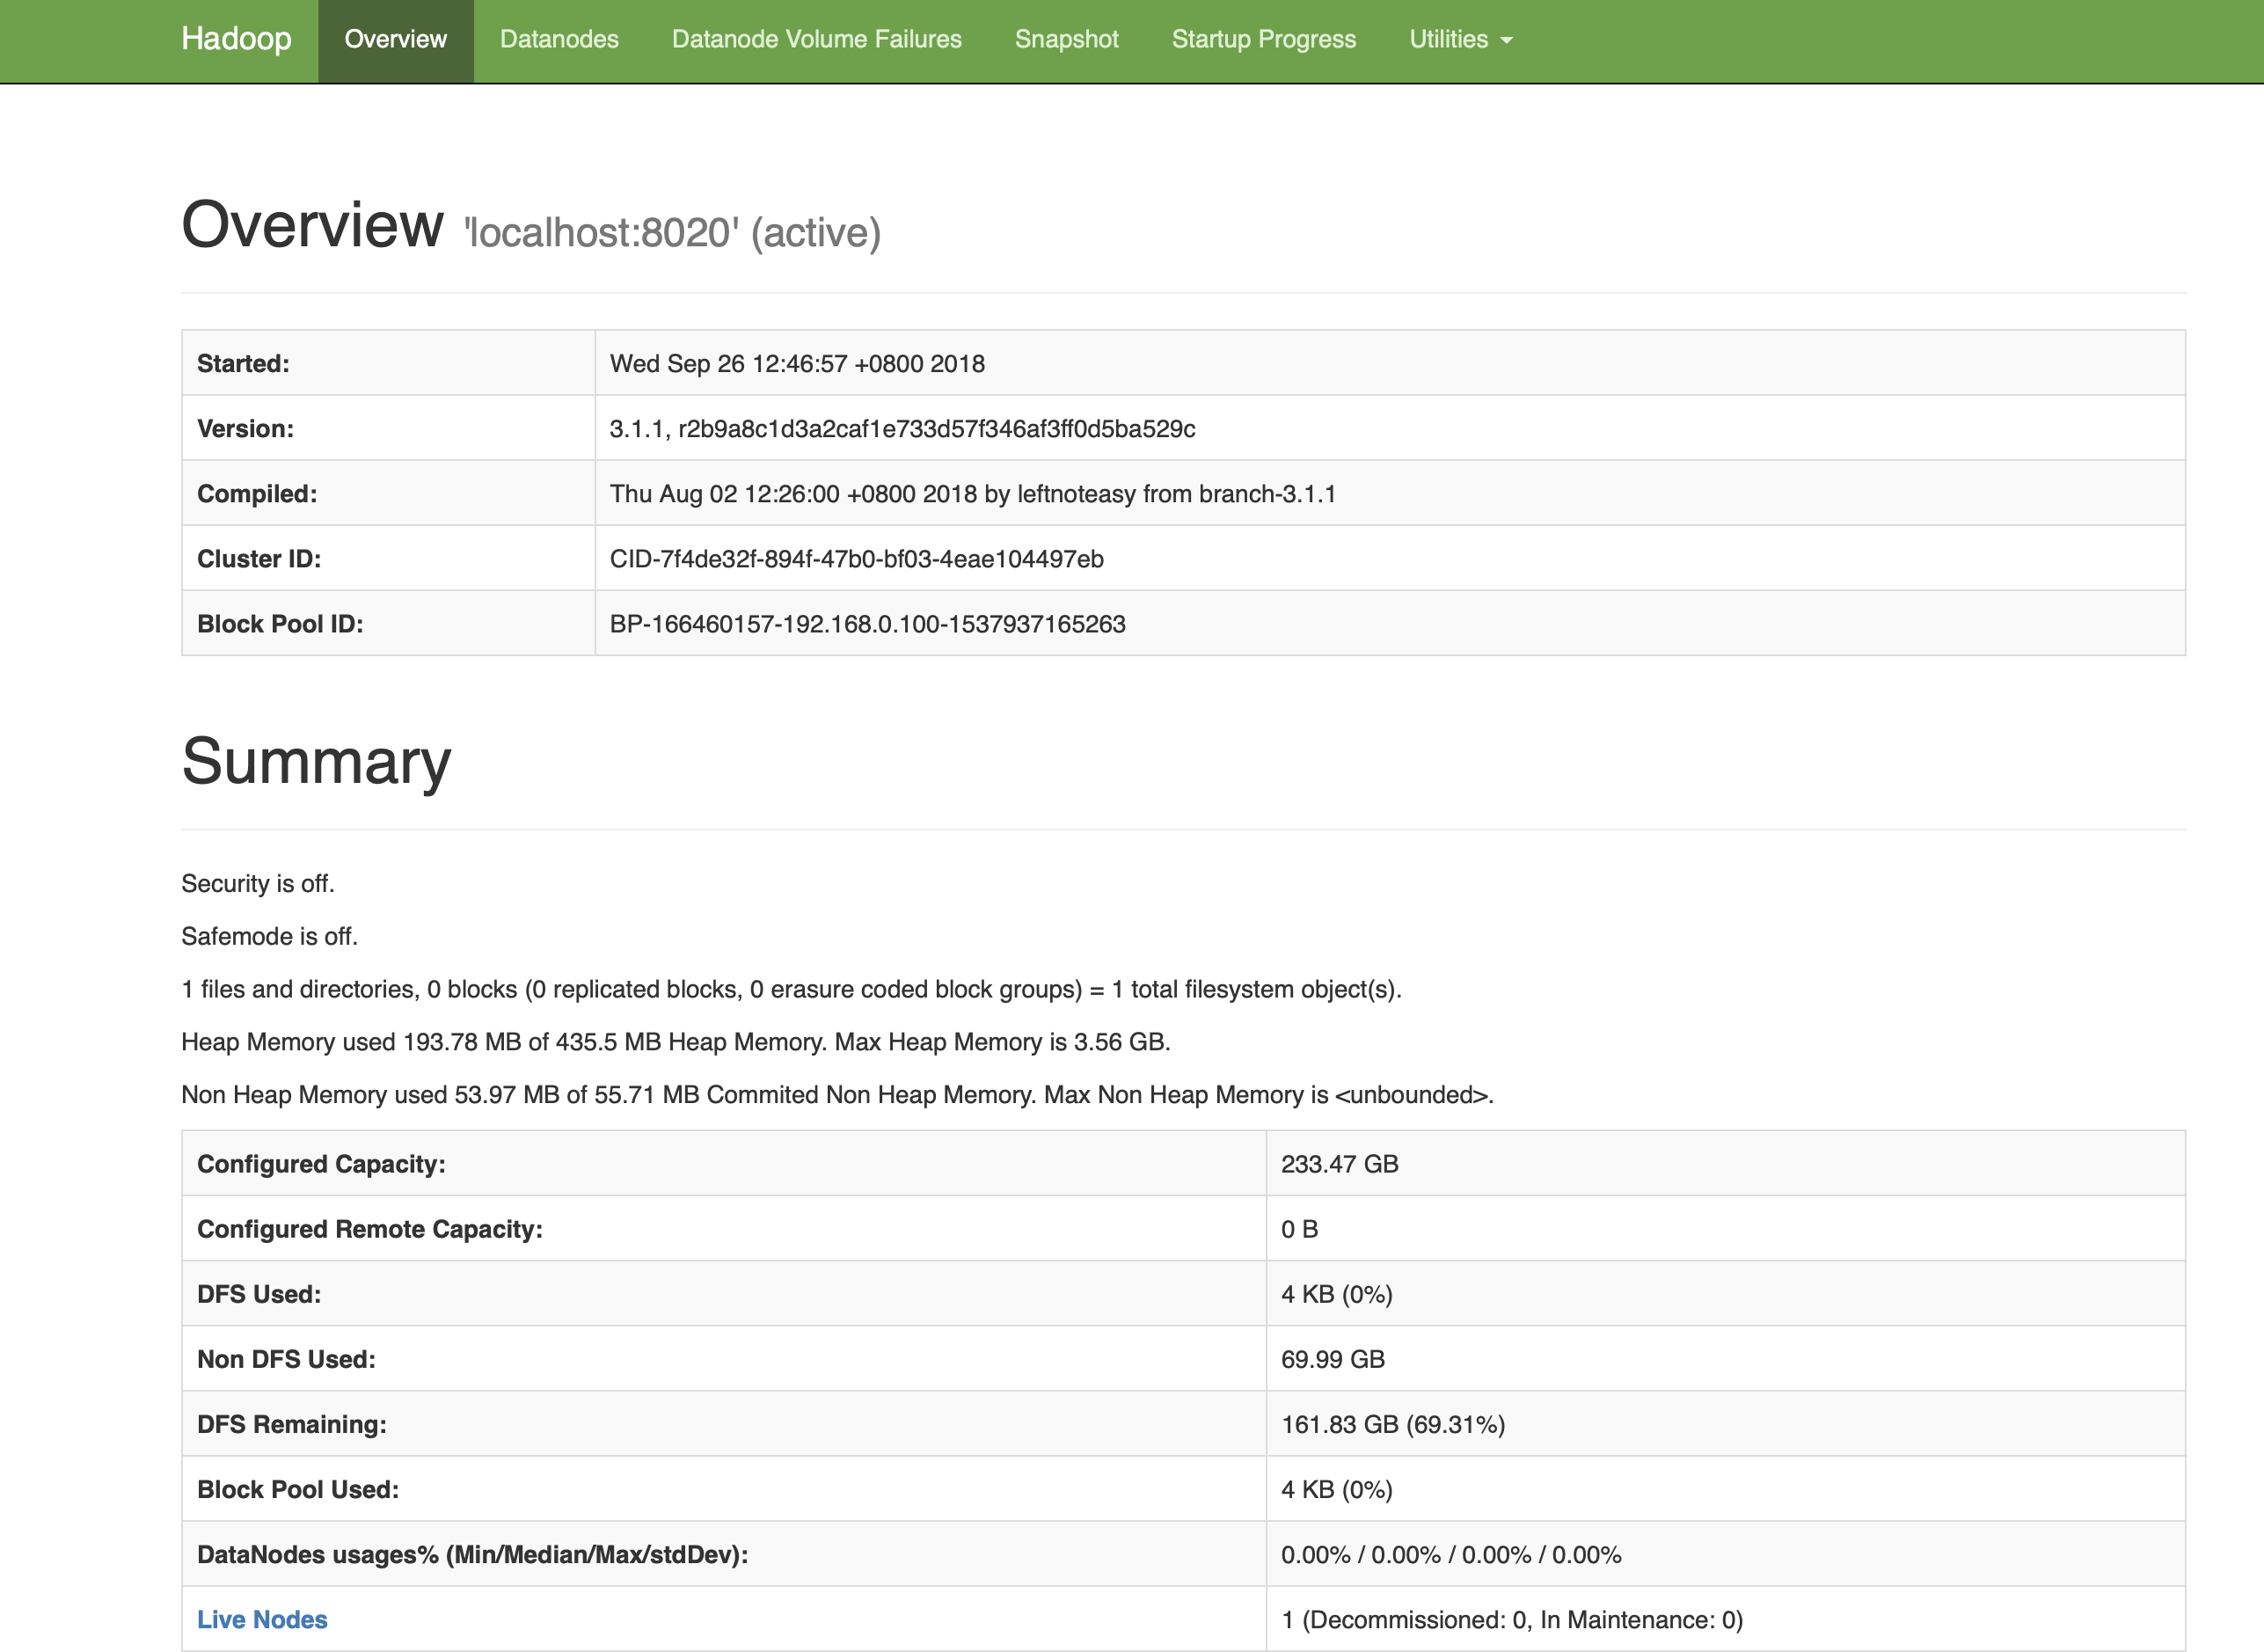 Hadoop Overview Datanodes Datanode Volume Failures Snapshot Startup Progress Utilities
Overview 'localhost:8020' (active)
Started: Wed Sep 26 12:46:57 +0800 2018
Version: 3.1.1, r2b9a8c1d3a2caf1e733d57f346af3ff0d5ba529c
Compiled: Thu Aug 02 12:26:00 +0800 2018 by leftnoteasy from branch-3.1.1
Cluster ID: CID-7f4de32f-894f-47b0-bf03-4eae104497eb
Block Pool ID: BP-166460157-192.168.0.100-1537937165263
Summary
Security is off.
Safemode is off.
1 files and directories, 0 blocks (0 replicated blocks, 0 erasure coded block groups) = 1 total filesystem object(s).
Heap Memory used 193.78 MB of 435.5 MB Heap Memory. Max Heap Memory is 3.56 GB.
Non Heap Memory used 53.97 MB of 55.71 MB Commited Non Heap Memory. Max Non Heap Memory is <unbounded>.
Configured Capacity: 233.47 GB
Configured Remote Capacity: 0 B
DFS Used: 4 KB (0%)
Non DFS Used: 69.99 GB
DFS Remaining: 161.83 GB (69.31%)
Block Pool Used: 4 KB (0%)
DataNodes usages% (Min/Median/Max/stdDev): 0.00% / 0.00% / 0.00% / 0.00%
Live Nodes 1 (Decommissioned: 0, In Maintenance: 0)